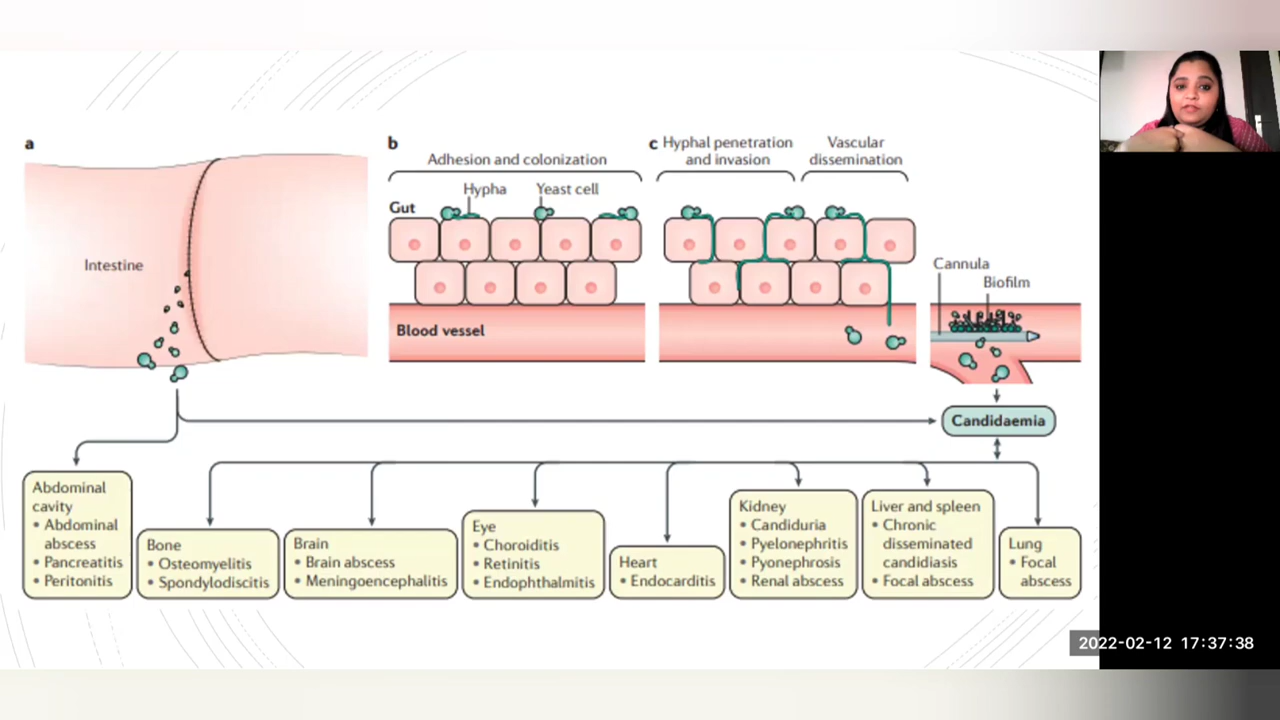 a
Intestine
b
Adhesion and colonization
Hypha
Yeast cell
Gut
Blood vessel
c
Hyphal penetration
and invasion
Vascular
dissemination
Cannula
Biofilm
Candidaemia
Abdominal
cavity
• Abdominal
abscess
• Pancreatitis
• Peritonitis
Bone
• Osteomyelitis
• Spondylodiscitis
Brain
• Brain abscess
• Meningoencephalitis
Eye
• Choroiditis
• Retinitis
• Endophthalmitis
Heart
• Endocarditis
Kidney
• Candiduria
• Pyelonephritis
• Pyonephrosis
• Renal abscess
Liver and spleen
• Chronic
disseminated
candidiasis
• Focal abscess
Lung
• Focal
abscess
2022-02-12 17:37:38